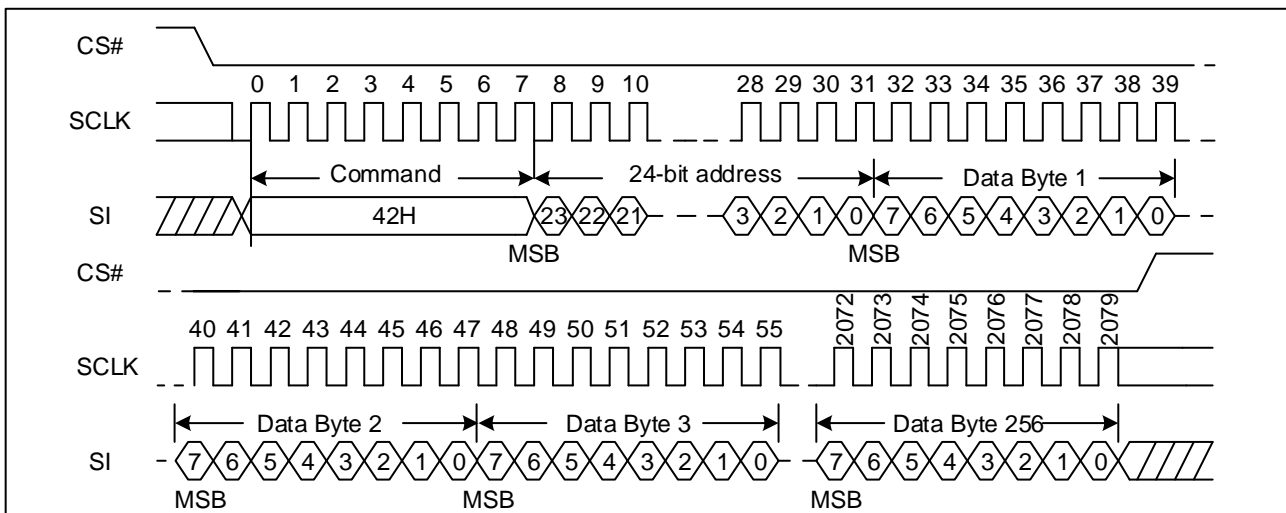 CS#
0 1 2 3 4 5 6 7 8 9 10 28 29 30 31 32 33 34 35 36 37 38 39
SCLK
Command 24-bit address Data Byte 1
SI 42H 23 22 21 3 2 1 0 7 6 5 4 3 2 1 0
MSB MSB
CS#
40 41 42 43 44 45 46 47 48 49 50 51 52 53 54 55 2072 2073 2074 2075 2076 2077 2078 2079
SCLK
Data Byte 2 Data Byte 3 Data Byte 256
SI 7 6 5 4 3 2 1 0 7 6 5 4 3 2 1 0 7 6 5 4 3 2 1 0
MSB MSB MSB